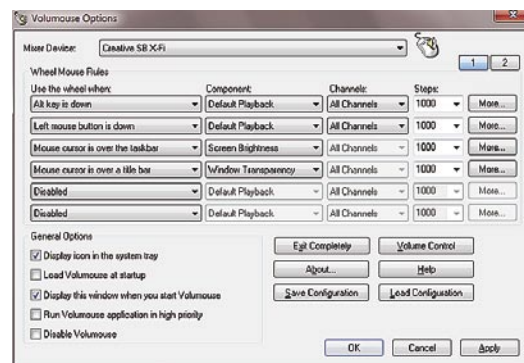 Volumouse Options
Mixer Device: Creative SB X-Fi
1 2
Wheel Mouse Rules
Use the wheel when: Component: Channels: Steps:
Alt key is down Default Playback All Channels 1000 More...
Left mouse button is down Default Playback All Channels 1000 More...
Mouse cursor is over the taskbar Screen Brightness All Channels 1000 More...
Mouse cursor is over a title bar Window Transparency All Channels 1000 More...
Disabled Default Playback All Channels 1000 More...
Disabled Default Playback All Channels 1000 More...
General Options
Display icon in the system tray
Load Volumouse at startup
Display this window when you start Volumouse
Run Volumouse application in high priority
Disable Volumouse
Exit Completely Volume Control
About... Help
Save Configuration Load Configuration
OK Cancel Apply